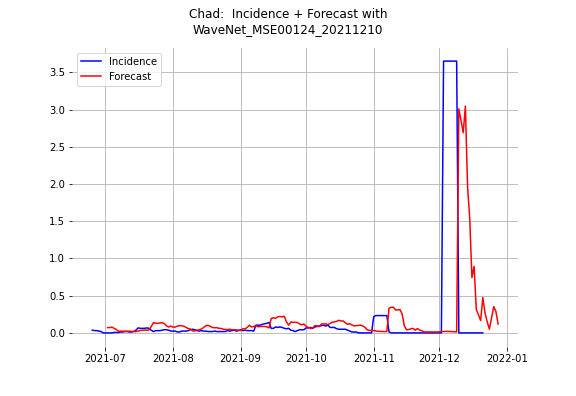 Chad:  Incidence + Forecast with
WaveNet_MSE00124_20211210
Incidence
Forecast
3.5
3.0
2.5
2.0
1.5
1.0
0.5
0.0
2021-07 2021-08 2021-09 2021-10 2021-11 2021-12 2022-01